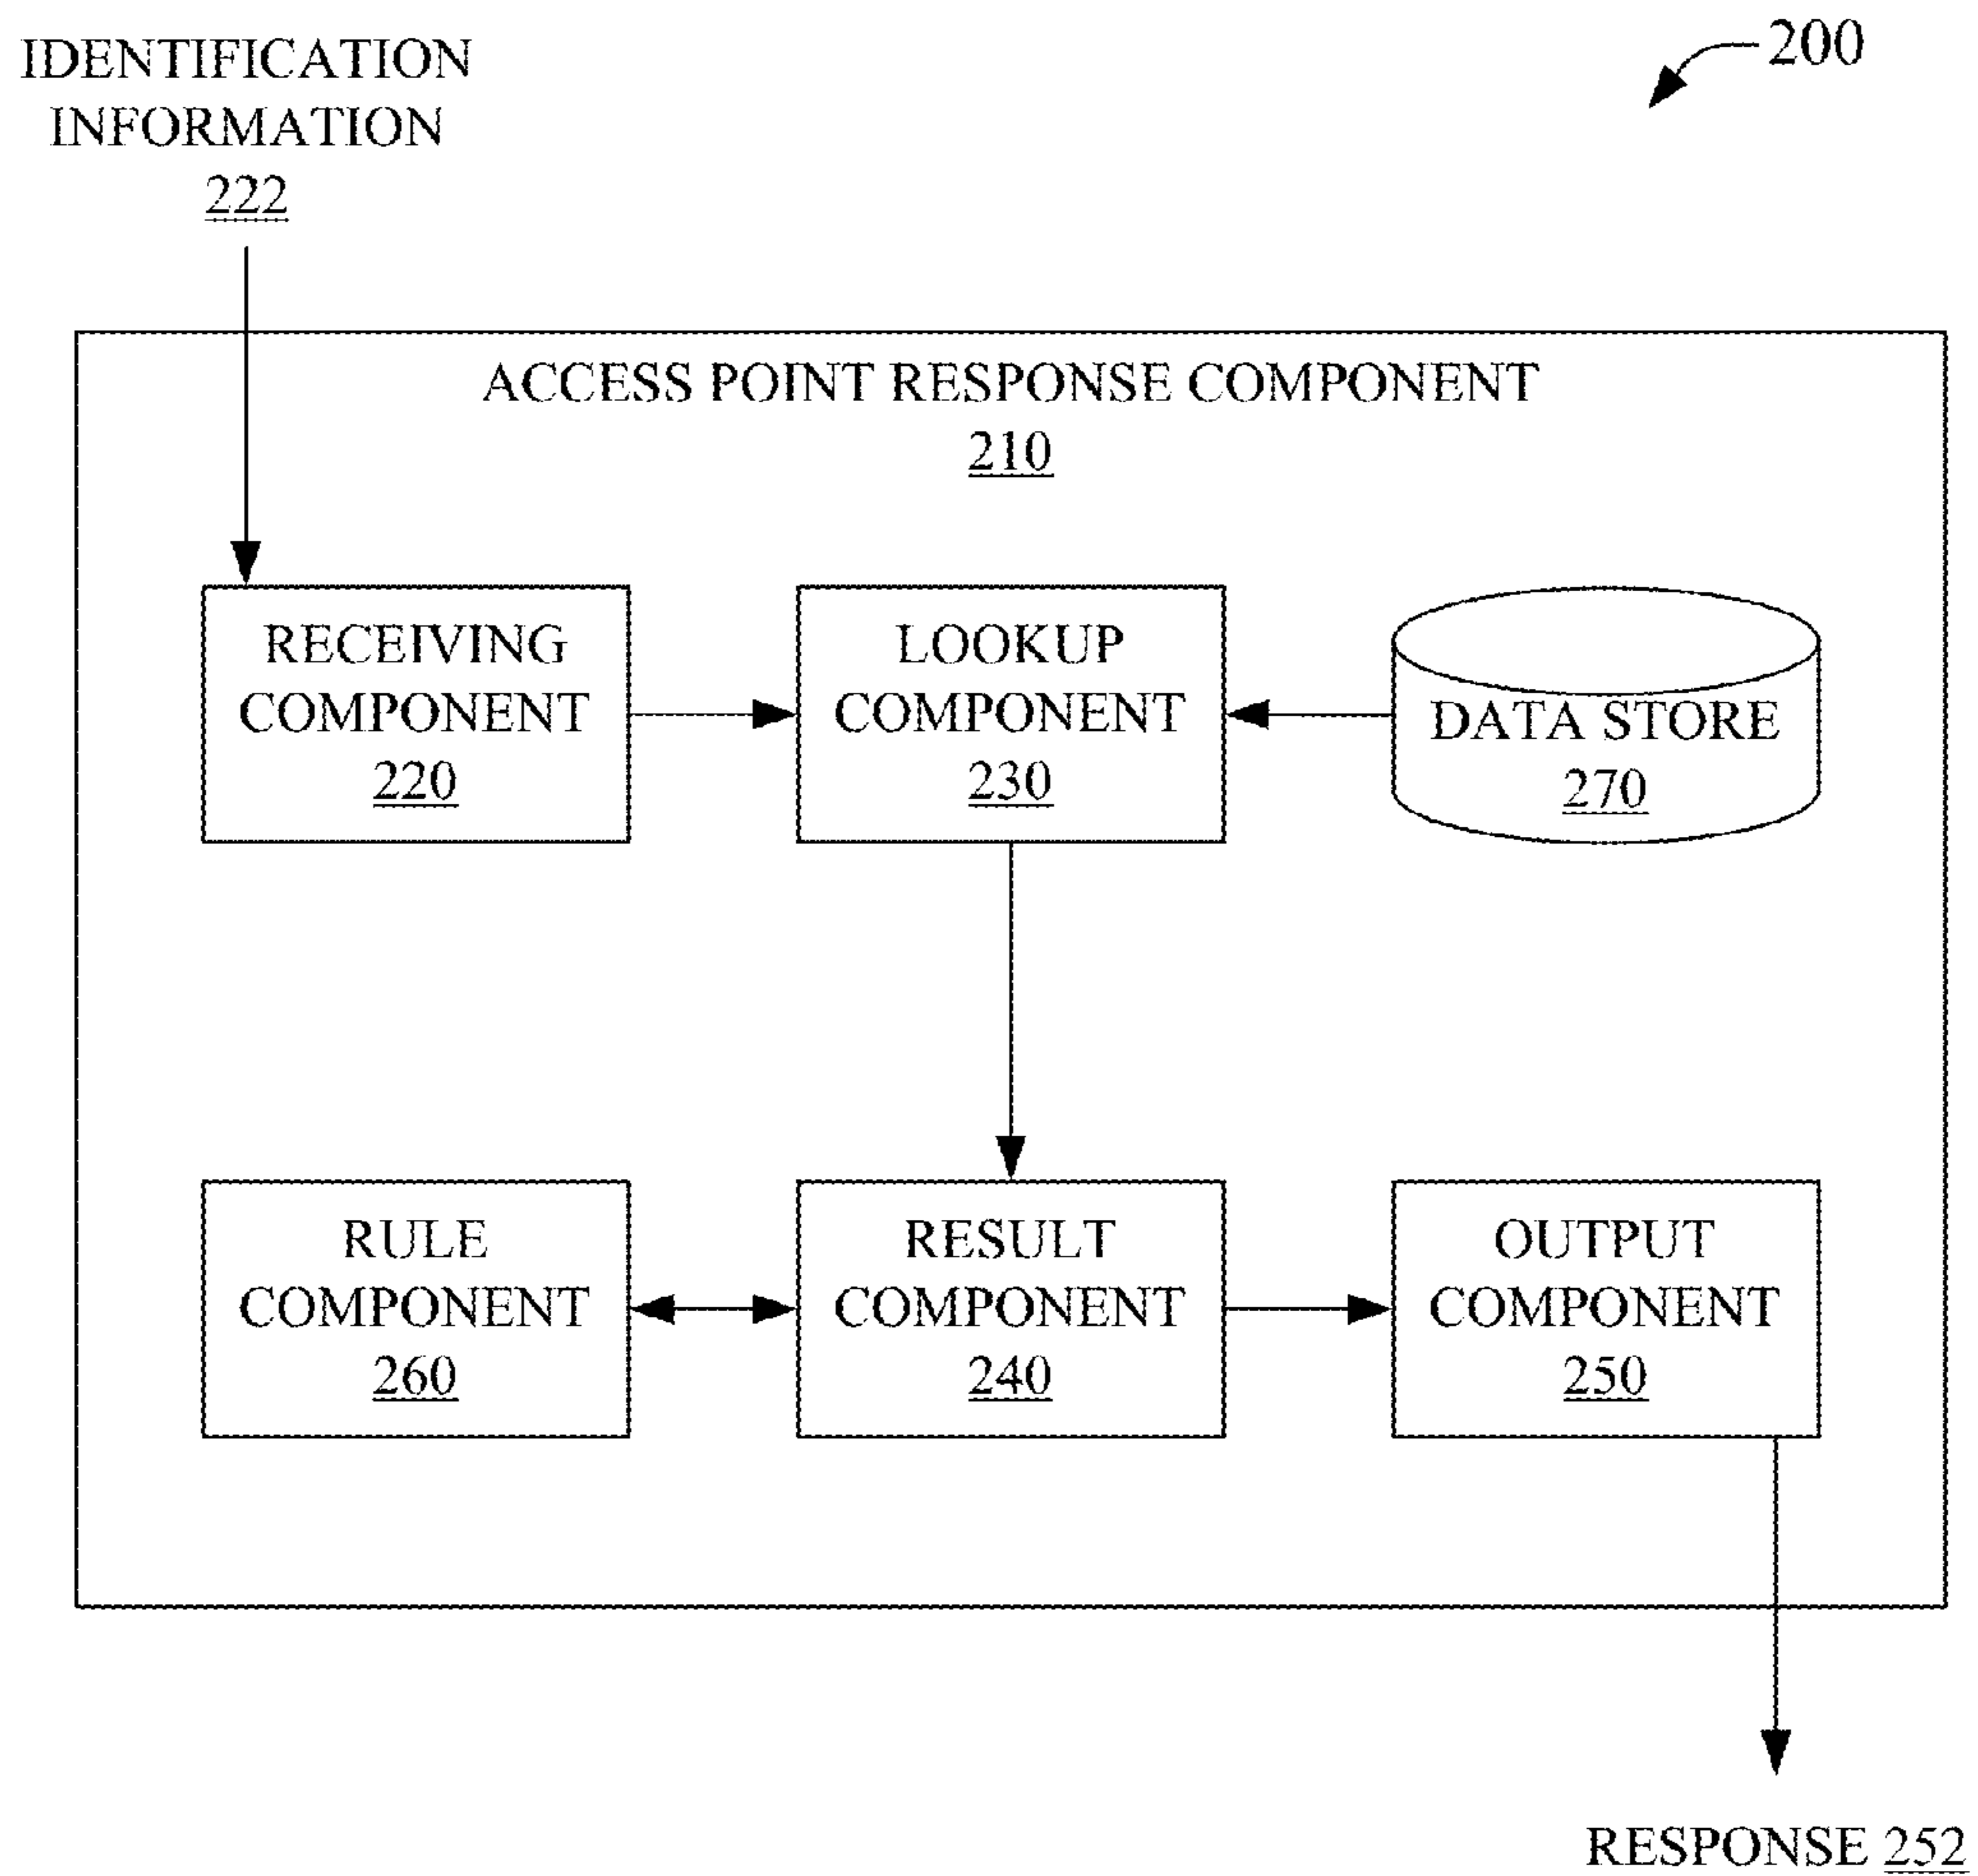 IDENTIFICATION
INFORMATION
222
200
ACCESS POINT RESPONSE COMPONENT
210
RECEIVING
COMPONENT
220
LOOKUP
COMPONENT
230
DATA STORE
270
RULE
COMPONENT
260
RESULT
COMPONENT
240
OUTPUT
COMPONENT
250
RESPONSE 252